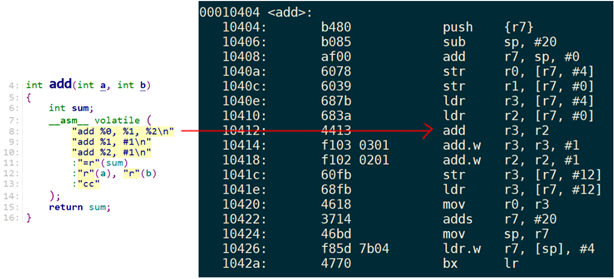 4: int add(int a, int b)
5: {
6:     int sum;
7:     __asm__ volatile (
8:         "add %0, %1, %2\n"
9:         "add %1, #1\n"
10:         "add %2, #1\n"
11:         :"=r"(sum)
12:         :"r"(a), "r"(b)
13:         :"cc"
14:     );
15:     return sum;
16: }
00010404 <add>:
10404: b480 push {r7}
10406: b085 sub sp, #20
10408: af00 add r7, sp, #0
1040a: 6078 str r0, [r7, #4]
1040c: 6039 str r1, [r7, #0]
1040e: 687b ldr r3, [r7, #4]
10410: 683a ldr r2, [r7, #0]
10412: 4413 add r3, r2
10414: f103 0301 add.w r3, r3, #1
10418: f102 0201 add.w r2, r2, #1
1041c: 60fb str r3, [r7, #12]
1041e: 68fb ldr r3, [r7, #12]
10420: 4618 mov r0, r3
10422: 3714 adds r7, #20
10424: 46bd mov sp, r7
10426: f85d 7b04 ldr.w r7, [sp], #4
1042a: 4770 bx lr